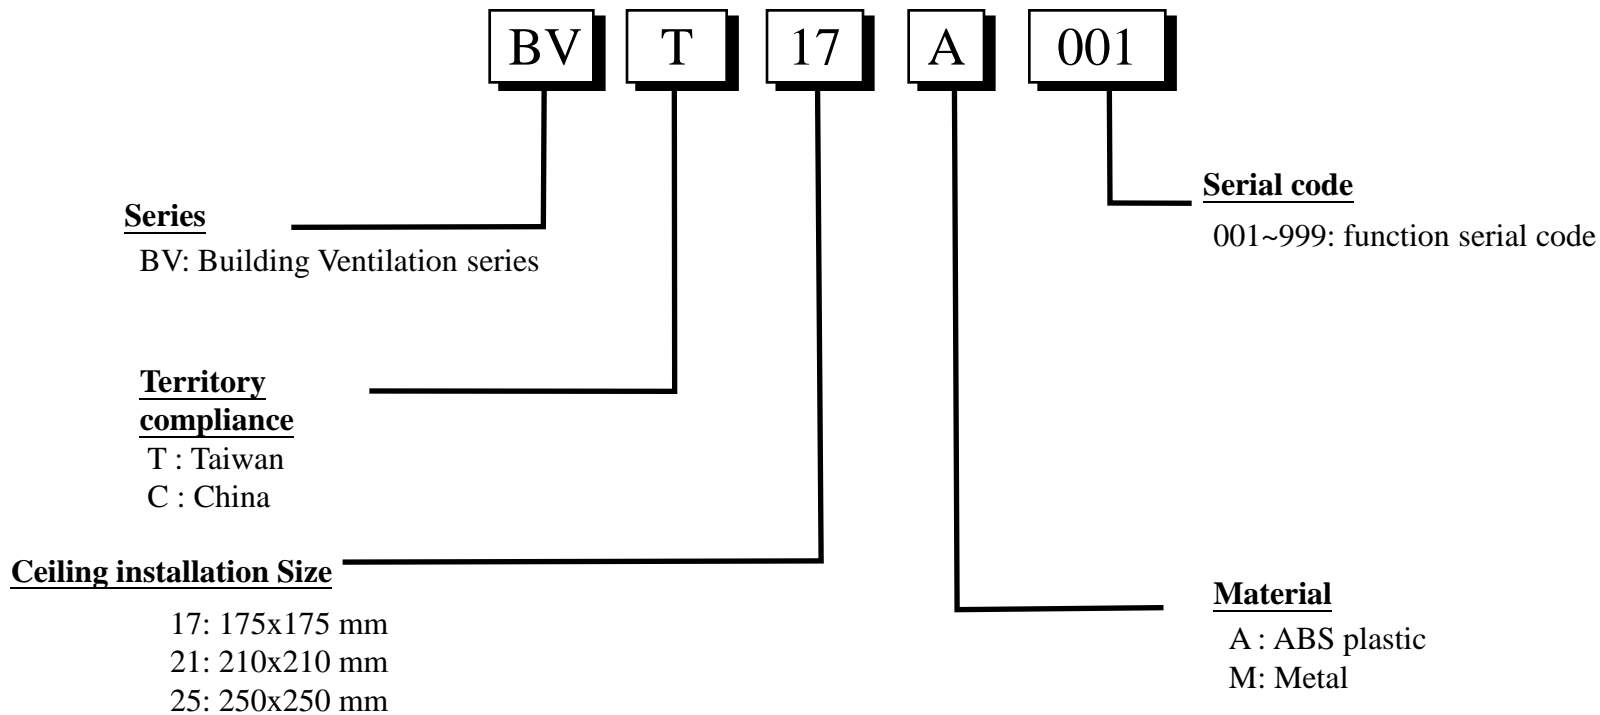 BV T 17 A 001
Series
BV: Building Ventilation series
Serial code
001~999: function serial code
Territory
compliance
T : Taiwan
C : China
Ceiling installation Size
17: 175x175 mm
21: 210x210 mm
25: 250x250 mm
Material
A : ABS plastic
M: Metal